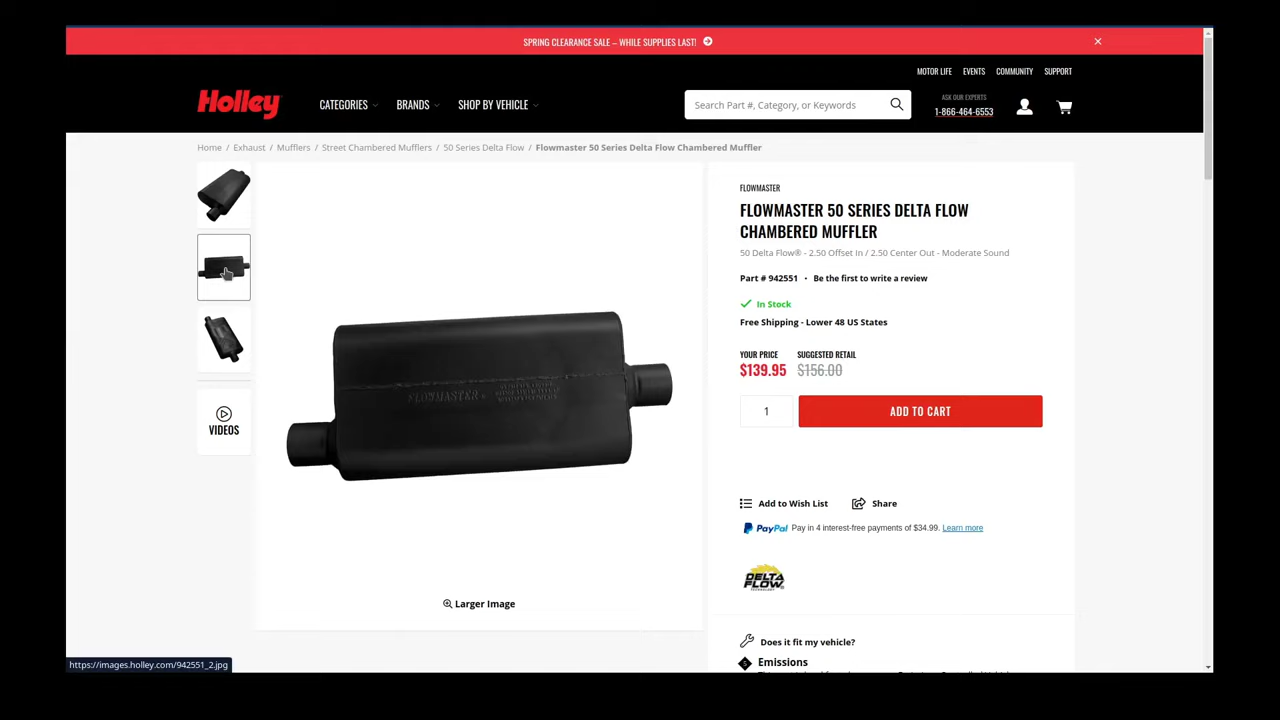 SPRING CLEARANCE SALE – WHILE SUPPLIES LAST!
MOTOR LIFE EVENTS COMMUNITY SUPPORT
Holley
CATEGORIES BRANDS SHOP BY VEHICLE
Search Part #, Category, or Keywords
ASK OUR EXPERTS
1-866-464-6553
Home / Exhaust / Mufflers / Street Chambered Mufflers / 50 Series Delta Flow / Flowmaster 50 Series Delta Flow Chambered Muffler
FLOWMASTER
FLOWMASTER 50 SERIES DELTA FLOW
CHAMBERED MUFFLER
50 Delta Flow® - 2.50 Offset In / 2.50 Center Out - Moderate Sound
Part # 942551 • Be the first to write a review
In Stock
Free Shipping - Lower 48 US States
YOUR PRICE SUGGESTED RETAIL
$139.95 $156.00
1 ADD TO CART
VIDEOS
FLOWMASTER
Add to Wish List Share
PayPal Pay in 4 interest-free payments of $34.99. Learn more
DELTA
FLOW
TECHNOLOGY
Larger Image
Does it fit my vehicle?
Emissions
https://images.holley.com/942551_2.jpg